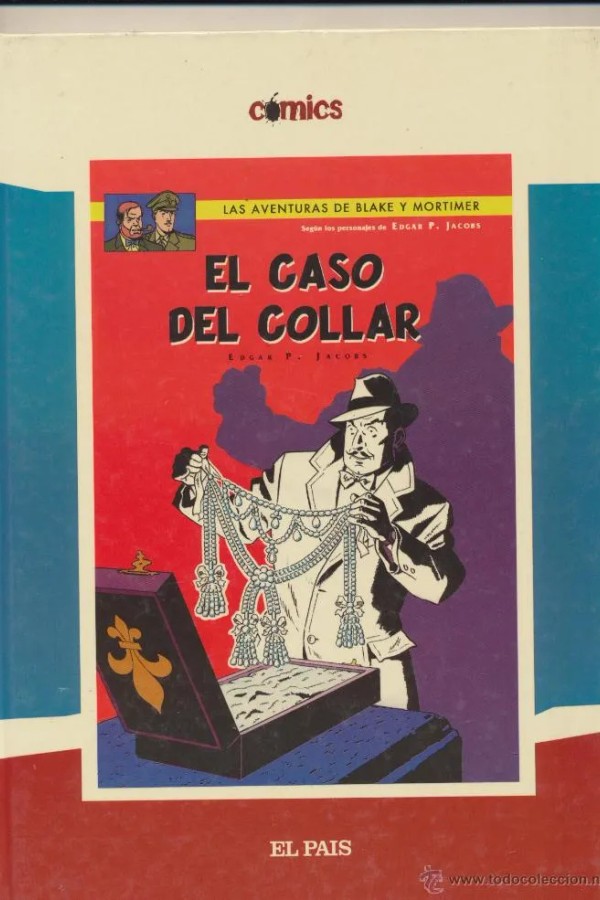 cómics
LAS AVENTURAS DE BLAKE Y MORTIMER
Según los personajes de EDGAR P. JACOBS
EL CASO
DEL COLLAR
EDGAR P. JACOBS
EL PAIS
www.todocoleccion.n